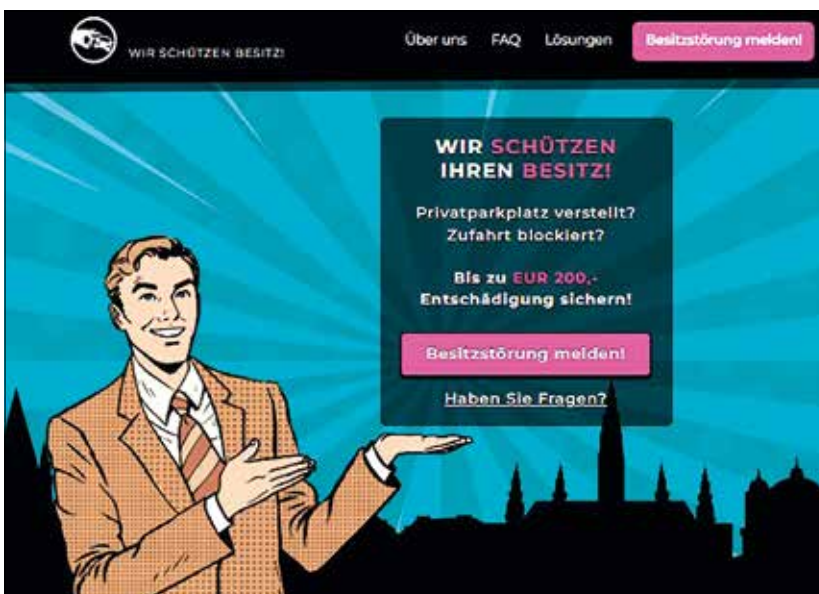 WIR SCHÜTZEN BESITZ!
Über uns FAQ Lösungen Besitzstörung melden!
WIR SCHÜTZEN
IHREN BESITZ!
Privatparkplatz verstellt?
Zufahrt blockiert?
Bis zu EUR 200,-
Entschädigung sichern!
Besitzstörung melden!
Haben Sie Fragen?